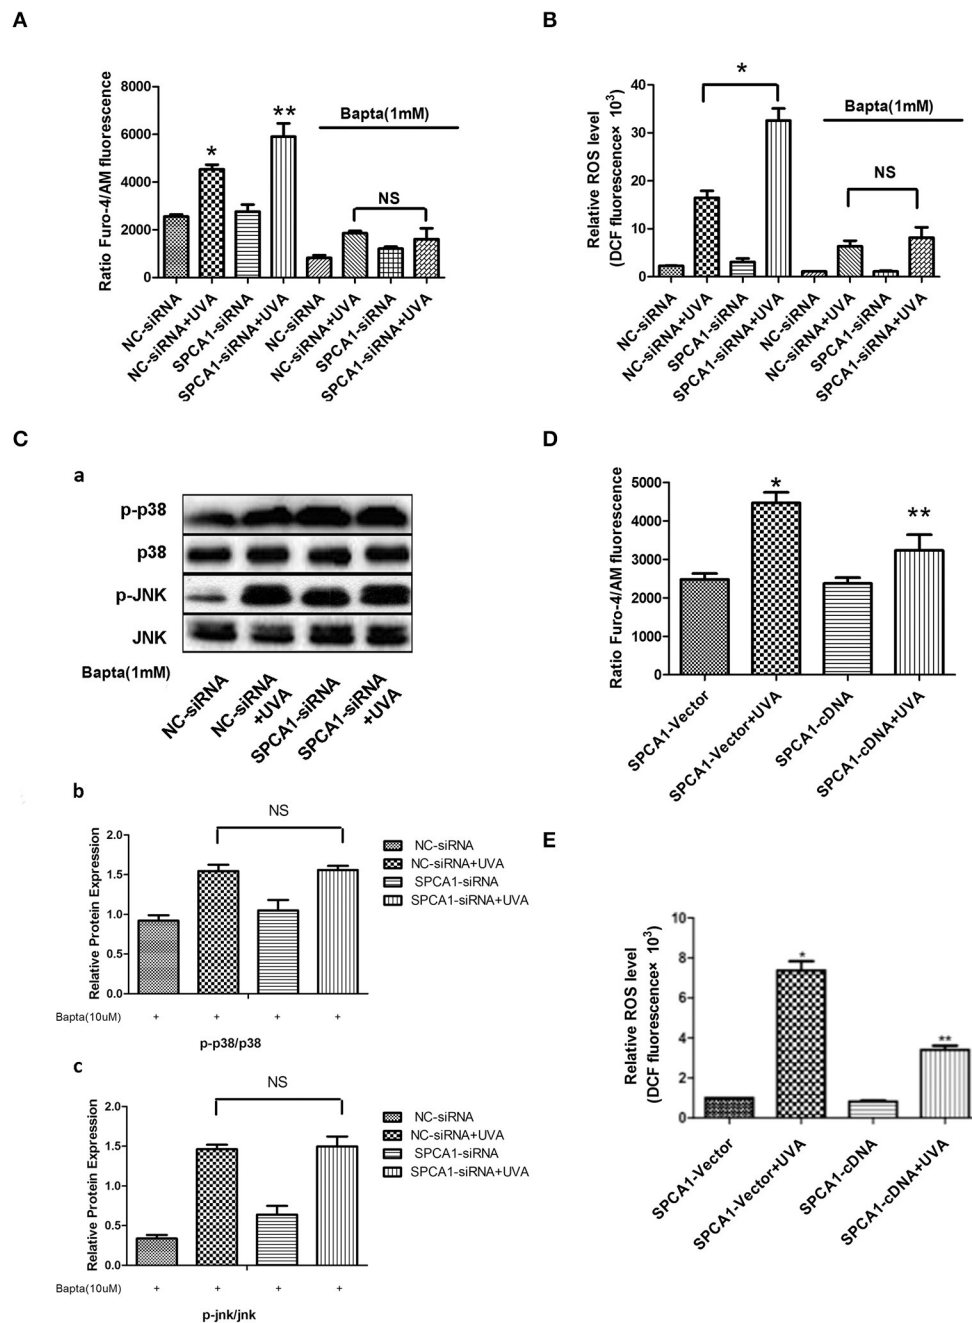 A
Ratio Furo-4/AM fluorescence
8000
6000
4000
2000
0
*
**
Bapta(1mM)
NS
NC-siRNA
NC-siRNA+UVA
SPCA1-siRNA
SPCA1-siRNA+UVA
NC-siRNA
NC-siRNA+UVA
SPCA1-siRNA
SPCA1-siRNA+UVA
B
Relative ROS level
(DCF fluorescence× 10³)
40
30
20
10
0
*
Bapta(1mM)
NS
NC-siRNA
NC-siRNA+UVA
SPCA1-siRNA
SPCA1-siRNA+UVA
NC-siRNA
NC-siRNA+UVA
SPCA1-siRNA
SPCA1-siRNA+UVA
C
a
p-p38
p38
p-JNK
JNK
Bapta(1mM)
NC-siRNA
NC-siRNA
+UVA
SPCA1-siRNA
SPCA1-siRNA
+UVA
b
Relative Protein Expression
2.0
1.5
1.0
0.5
0.0
NS
NC-siRNA
NC-siRNA+UVA
SPCA1-siRNA
SPCA1-siRNA+UVA
Bapta(10uM) + + + +
p-p38/p38
c
Relative Protein Expression
2.0
1.5
1.0
0.5
0.0
NS
NC-siRNA
NC-siRNA+UVA
SPCA1-siRNA
SPCA1-siRNA+UVA
Bapta(10uM) + + + +
p-jnk/jnk
D
Ratio Furo-4/AM fluorescence
5000
4000
3000
2000
1000
0
*
**
SPCA1-Vector
SPCA1-Vector+UVA
SPCA1-cDNA
SPCA1-cDNA+UVA
E
Relative ROS level
(DCF fluorescence× 10³)
10
8
6
4
2
0
*
**
SPCA1-Vector
SPCA1-Vector+UVA
SPCA1-cDNA
SPCA1-cDNA+UVA